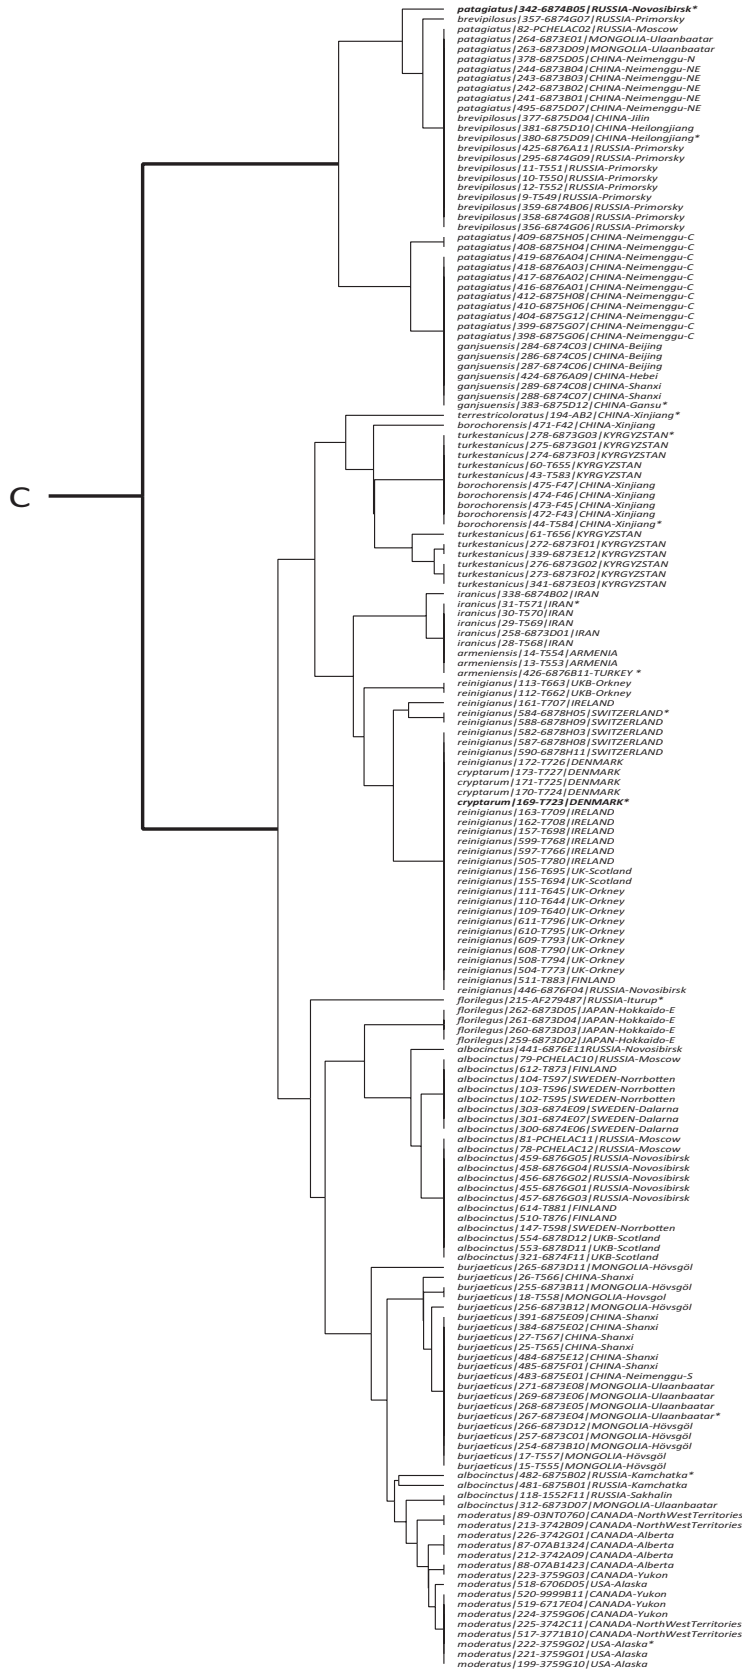 patagiatus|342-6874B05|RUSSIA-Novosibirsk*
brevipilosus|357-6874G07|RUSSIA-Primorsky
patagiatus|82-PCHELAC02|RUSSIA-Moscow
patagiatus|264-6873E01|MONGOLIA-Ulaanbaatar
patagiatus|263-6873D09|MONGOLIA-Ulaanbaatar
patagiatus|378-6875D05|CHINA-Neimenggu-N
patagiatus|244-6873B04|CHINA-Neimenggu-NE
patagiatus|243-6873B03|CHINA-Neimenggu-NE
patagiatus|242-6873B02|CHINA-Neimenggu-NE
patagiatus|241-6873B01|CHINA-Neimenggu-NE
patagiatus|495-6875D07|CHINA-Neimenggu-NE
brevipilosus|377-6875D04|CHINA-Jilin
brevipilosus|381-6875D10|CHINA-Heilongjiang
brevipilosus|380-6875D09|CHINA-Heilongjiang*
brevipilosus|425-6876A11|RUSSIA-Primorsky
brevipilosus|295-6874G09|RUSSIA-Primorsky
brevipilosus|11-T551|RUSSIA-Primorsky
brevipilosus|10-T550|RUSSIA-Primorsky
brevipilosus|12-T552|RUSSIA-Primorsky
brevipilosus|9-T549|RUSSIA-Primorsky
brevipilosus|359-6874B06|RUSSIA-Primorsky
brevipilosus|358-6874G08|RUSSIA-Primorsky
brevipilosus|356-6874G06|RUSSIA-Primorsky
patagiatus|409-6875H05|CHINA-Neimenggu-C
patagiatus|408-6875H04|CHINA-Neimenggu-C
patagiatus|419-6876A04|CHINA-Neimenggu-C
patagiatus|418-6876A03|CHINA-Neimenggu-C
patagiatus|417-6876A02|CHINA-Neimenggu-C
patagiatus|416-6876A01|CHINA-Neimenggu-C
patagiatus|412-6875H08|CHINA-Neimenggu-C
patagiatus|410-6875H06|CHINA-Neimenggu-C
patagiatus|404-6875G12|CHINA-Neimenggu-C
patagiatus|399-6875G07|CHINA-Neimenggu-C
patagiatus|398-6875G06|CHINA-Neimenggu-C
ganjsuensis|284-6874C03|CHINA-Beijing
ganjsuensis|286-6874C05|CHINA-Beijing
ganjsuensis|287-6874C06|CHINA-Beijing
ganjsuensis|424-6876A09|CHINA-Hebei
ganjsuensis|289-6874C08|CHINA-Shanxi
ganjsuensis|288-6874C07|CHINA-Shanxi
ganjsuensis|383-6875D12|CHINA-Gansu*
terrestricoloratus|194-AB2|CHINA-Xinjiang*
borochorensis|471-F42|CHINA-Xinjiang
turkestanicus|278-6873G03|KYRGYZSTAN*
turkestanicus|275-6873G01|KYRGYZSTAN
turkestanicus|274-6873F03|KYRGYZSTAN
turkestanicus|60-T655|KYRGYZSTAN
turkestanicus|43-T583|KYRGYZSTAN
borochorensis|475-F47|CHINA-Xinjiang
borochorensis|474-F46|CHINA-Xinjiang
C
borochorensis|473-F45|CHINA-Xinjiang
borochorensis|472-F43|CHINA-Xinjiang
borochorensis|44-T584|CHINA-Xinjiang*
turkestanicus|61-T656|KYRGYZSTAN
turkestanicus|272-6873F01|KYRGYZSTAN
turkestanicus|339-6873E12|KYRGYZSTAN
turkestanicus|276-6873G02|KYRGYZSTAN
turkestanicus|273-6873F02|KYRGYZSTAN
turkestanicus|341-6873E03|KYRGYZSTAN
iranicus|338-6874B02|IRAN
iranicus|31-T571|IRAN*
iranicus|30-T570|IRAN
iranicus|29-T569|IRAN
iranicus|258-6873D01|IRAN
iranicus|28-T568|IRAN
armeniensis|14-T554|ARMENIA
armeniensis|13-T553|ARMENIA
armeniensis|426-6876B11-TURKEY *
reinigianus|113-T663|UKB-Orkney
reinigianus|112-T662|UKB-Orkney
reinigianus|161-T707|IRELAND
reinigianus|584-6878H05|SWITZERLAND*
reinigianus|588-6878H09|SWITZERLAND
reinigianus|582-6878H03|SWITZERLAND
reinigianus|587-6878H08|SWITZERLAND
reinigianus|590-6878H11|SWITZERLAND
reinigianus|172-T726|DENMARK
cryptarum|173-T727|DENMARK
cryptarum|171-T725|DENMARK
cryptarum|170-T724|DENMARK
cryptarum|169-T723|DENMARK*
reinigianus|163-T709|IRELAND
reinigianus|162-T708|IRELAND
reinigianus|157-T698|IRELAND
reinigianus|599-T768|IRELAND
reinigianus|597-T766|IRELAND
reinigianus|505-T780|IRELAND
reinigianus|156-T695|UK-Scotland
reinigianus|155-T694|UK-Scotland
reinigianus|111-T645|UK-Orkney
reinigianus|110-T644|UK-Orkney
reinigianus|109-T640|UK-Orkney
reinigianus|611-T796|UK-Orkney
reinigianus|610-T795|UK-Orkney
reinigianus|609-T793|UK-Orkney
reinigianus|608-T790|UK-Orkney
reinigianus|508-T794|UK-Orkney
reinigianus|504-T773|UK-Orkney
reinigianus|511-T883|FINLAND
reinigianus|446-6876F04|RUSSIA-Novosibirsk
florilegus|215-AF279487|RUSSIA-Iturup*
florilegus|262-6873D05|JAPAN-Hokkaido-E
florilegus|261-6873D04|JAPAN-Hokkaido-E
florilegus|260-6873D03|JAPAN-Hokkaido-E
florilegus|259-6873D02|JAPAN-Hokkaido-E
albocinctus|441-6876E11RUSSIA-Novosibirsk
albocinctus|79-PCHELAC10|RUSSIA-Moscow
albocinctus|612-T873|FINLAND
albocinctus|104-T597|SWEDEN-Norrbotten
albocinctus|103-T596|SWEDEN-Norrbotten
albocinctus|102-T595|SWEDEN-Norrbotten
albocinctus|303-6874E09|SWEDEN-Dalarna
albocinctus|301-6874E07|SWEDEN-Dalarna
albocinctus|300-6874E06|SWEDEN-Dalarna
albocinctus|81-PCHELAC11|RUSSIA-Moscow
albocinctus|78-PCHELAC12|RUSSIA-Moscow
albocinctus|459-6876G05|RUSSIA-Novosibirsk
albocinctus|458-6876G04|RUSSIA-Novosibirsk
albocinctus|456-6876G02|RUSSIA-Novosibirsk
albocinctus|455-6876G01|RUSSIA-Novosibirsk
albocinctus|457-6876G03|RUSSIA-Novosibirsk
albocinctus|614-T881|FINLAND
albocinctus|510-T876|FINLAND
albocinctus|147-T598|SWEDEN-Norrbotten
albocinctus|554-6878D12|UKB-Scotland
albocinctus|553-6878D11|UKB-Scotland
albocinctus|321-6874F11|UKB-Scotland
burjaeticus|265-6873D11|MONGOLIA-Hövsgöl
burjaeticus|26-T566|CHINA-Shanxi
burjaeticus|255-6873B11|MONGOLIA-Hövsgöl
burjaeticus|18-T558|MONGOLIA-Hovsgol
burjaeticus|256-6873B12|MONGOLIA-Hövsgöl
burjaeticus|391-6875E09|CHINA-Shanxi
burjaeticus|384-6875E02|CHINA-Shanxi
burjaeticus|27-T567|CHINA-Shanxi
burjaeticus|25-T565|CHINA-Shanxi
burjaeticus|484-6875E12|CHINA-Shanxi
burjaeticus|485-6875F01|CHINA-Shanxi
burjaeticus|483-6875E01|CHINA-Neimenggu-S
burjaeticus|271-6873E08|MONGOLIA-Ulaanbaatar
burjaeticus|269-6873E06|MONGOLIA-Ulaanbaatar
burjaeticus|268-6873E05|MONGOLIA-Ulaanbaatar
burjaeticus|267-6873E04|MONGOLIA-Ulaanbaatar*
burjaeticus|266-6873D12|MONGOLIA-Hövsgöl
burjaeticus|257-6873C01|MONGOLIA-Hövsgöl
burjaeticus|254-6873B10|MONGOLIA-Hövsgöl
burjaeticus|17-T557|MONGOLIA-Hövsgöl
burjaeticus|15-T555|MONGOLIA-Hövsgöl
albocinctus|482-6875B02|RUSSIA-Kamchatka*
albocinctus|481-6875B01|RUSSIA-Kamchatka
albocinctus|118-1552F11|RUSSIA-Sakhalin
albocinctus|312-6873D07|MONGOLIA-Ulaanbaatar
moderatus|89-03NT0760|CANADA-NorthWestTerritories
moderatus|213-3742B09|CANADA-NorthWestTerritories
moderatus|226-3742G01|CANADA-Alberta
moderatus|87-07AB1324|CANADA-Alberta
moderatus|212-3742A09|CANADA-Alberta
moderatus|88-07AB1423|CANADA-Alberta
moderatus|223-3759G03|CANADA-Yukon
moderatus|518-6706D05|USA-Alaska
moderatus|520-9999B11|CANADA-Yukon
moderatus|519-6717E04|CANADA-Yukon
moderatus|224-3759G06|CANADA-Yukon
moderatus|225-3742C11|CANADA-NorthWestTerritories
moderatus|517-3771B10|CANADA-NorthWestTerritories
moderatus|222-3759G02|USA-Alaska*
moderatus|221-3759G01|USA-Alaska
moderatus|199-3759G10|USA-Alaska